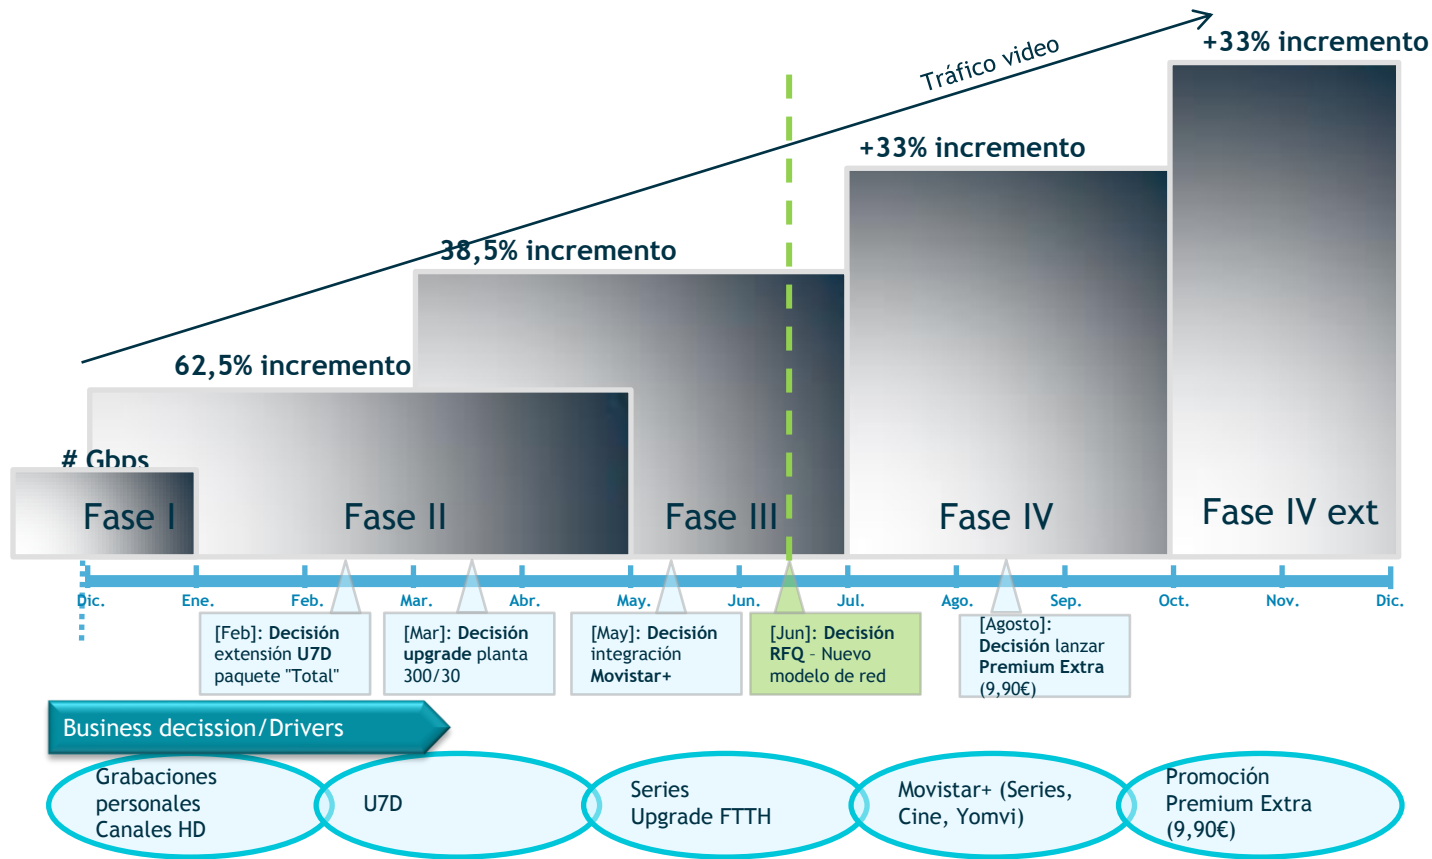 +33% incremento
Tráfico video
+33% incremento
38,5% incremento
62,5% incremento
# Gbps
Fase I
Fase II
Fase III
Fase IV
Fase IV ext
Dic.
Ene.
Feb.
Mar.
Abr.
May.
Jun.
Jul.
Ago.
Sep.
Oct.
Nov.
Dic.
[Feb]: Decisión
extensión U7D
paquete "Total"
[Mar]: Decisión
upgrade planta
300/30
[May]: Decisión
integración
Movistar+
[Jun]: Decisión
RFQ – Nuevo
modelo de red
[Agosto]:
Decisión lanzar
Premium Extra
(9,90€)
Business decission/Drivers
Grabaciones
personales
Canales HD
U7D
Series
Upgrade FTTH
Movistar+ (Series,
Cine, Yomvi)
Promoción
Premium Extra
(9,90€)